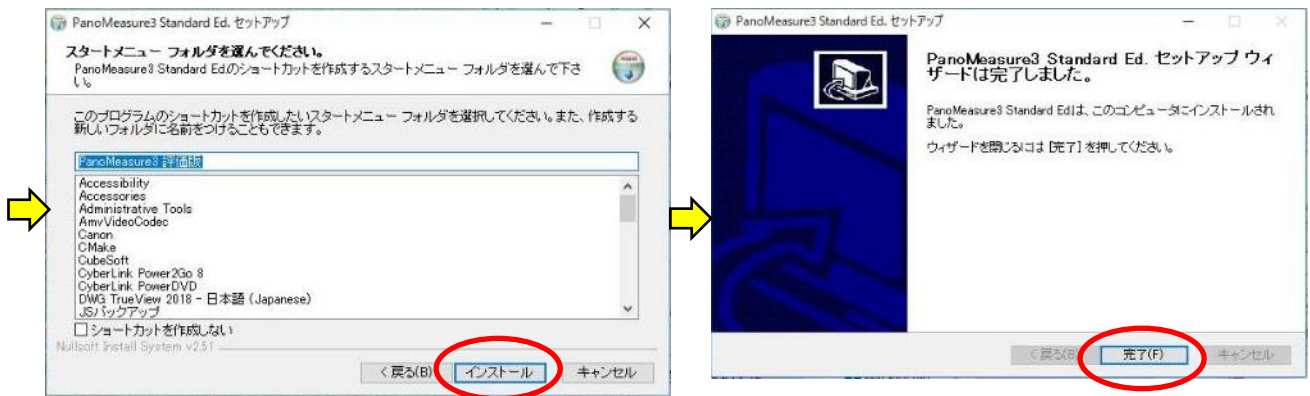 PanoMeasure3 Standard Ed. セットアップ
スタートメニュー フォルダを選んでください。
PanoMeasure3 Standard Ed.のショートカットを作成するスタートメニュー フォルダを選んで下さ
い。
このプログラムのショートカットを作成したいスタートメニュー フォルダを選択してください。また、作成する
新しいフォルダに名前をつけることもできます。
PanoMeasure3 評価版
Accessibility
Accessories
Administrative Tools
AmvVideoCodec
Canon
CMake
CubeSoft
CyberLink Power2Go 8
CyberLink PowerDVD
DWG TrueView 2018 - 日本語 (Japanese)
JSバックアップ
ショートカットを作成しない
Nullsoft Install System v2.51
< 戻る(B)
インストール
キャンセル
PanoMeasure3 Standard Ed. セットアップ
PanoMeasure3 Standard Ed. セットアップ ウィ
ザードは完了しました。
PanoMeasure3 Standard Ed.は、このコンピュータにインストールされ
ました。
ウィザードを閉じるには [完了] を押してください。
< 戻る(B)
完了(F)
キャンセル